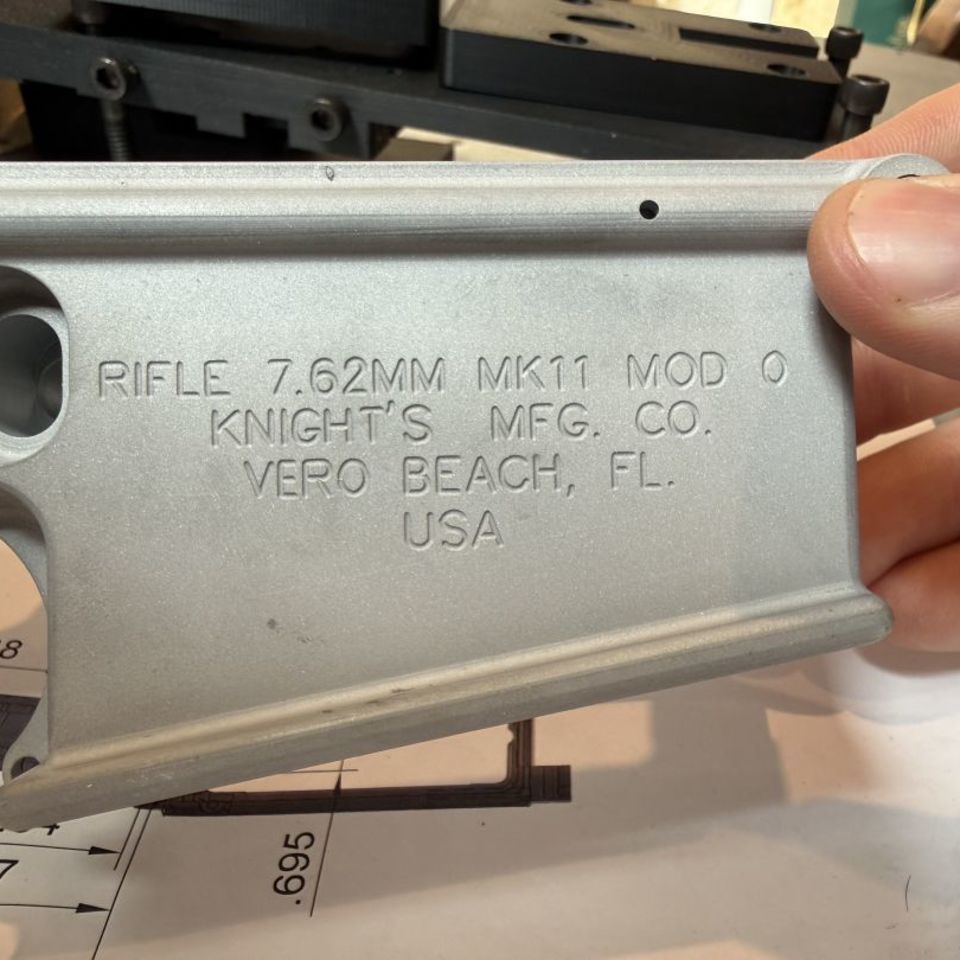 RIFLE 7.62MM MK11 MOD 0
KNIGHT'S MFG. CO.
VERO BEACH, FL.
USA
.695